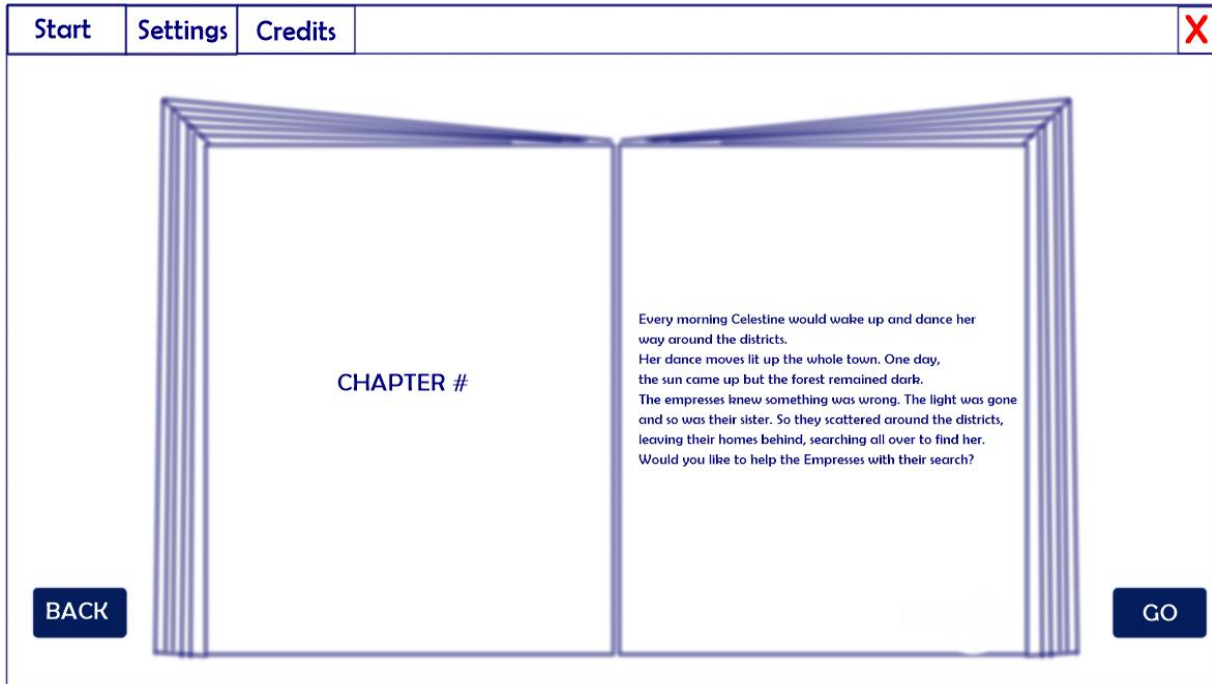 Start
Settings
Credits
X
CHAPTER #
Every morning Celestine would wake up and dance her
way around the districts.
Her dance moves lit up the whole town. One day,
the sun came up but the forest remained dark.
The empresses knew something was wrong. The light was gone
and so was their sister. So they scattered around the districts,
leaving their homes behind, searching all over to find her.
Would you like to help the Empresses with their search?
BACK
GO